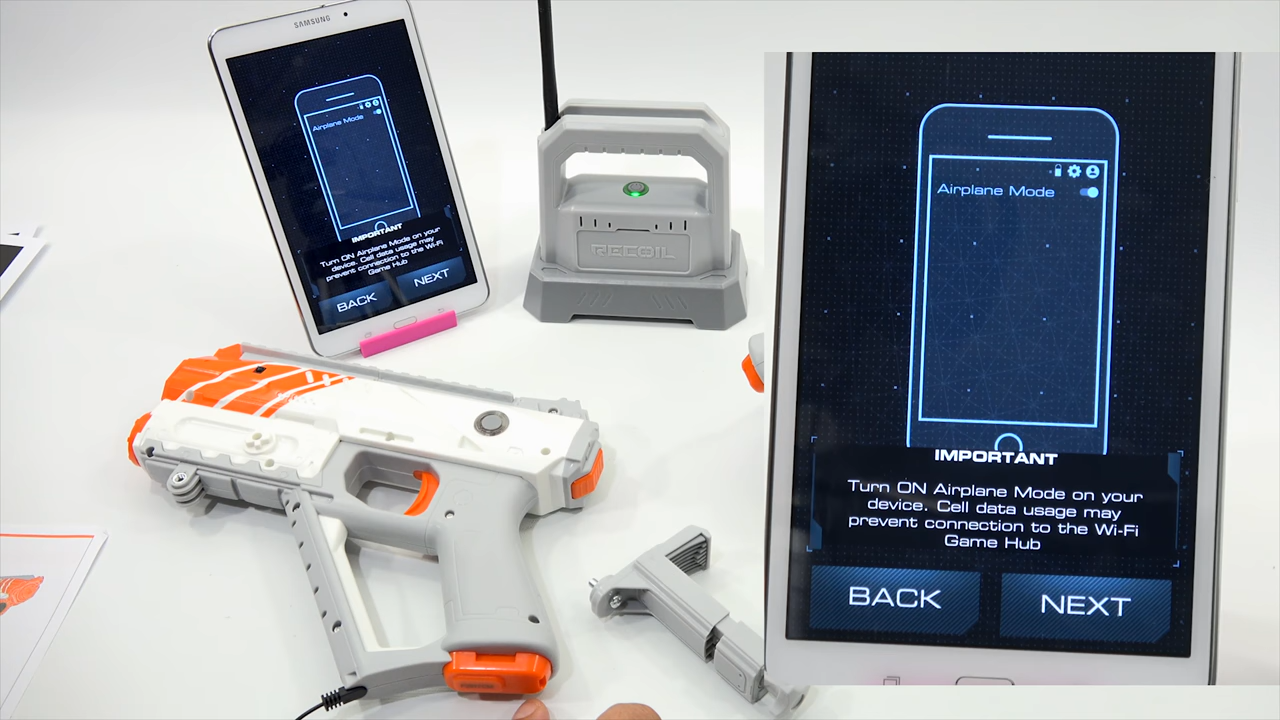 SAMSUNG
Airplane Mode
IMPORTANT
Turn ON Airplane Mode on your
device. Cell data usage may
prevent connection to the Wi-Fi
Game Hub
BACK
NEXT
RECOIL
Airplane Mode
IMPORTANT
Turn ON Airplane Mode on your
device. Cell data usage may
prevent connection to the Wi-Fi
Game Hub
BACK
NEXT